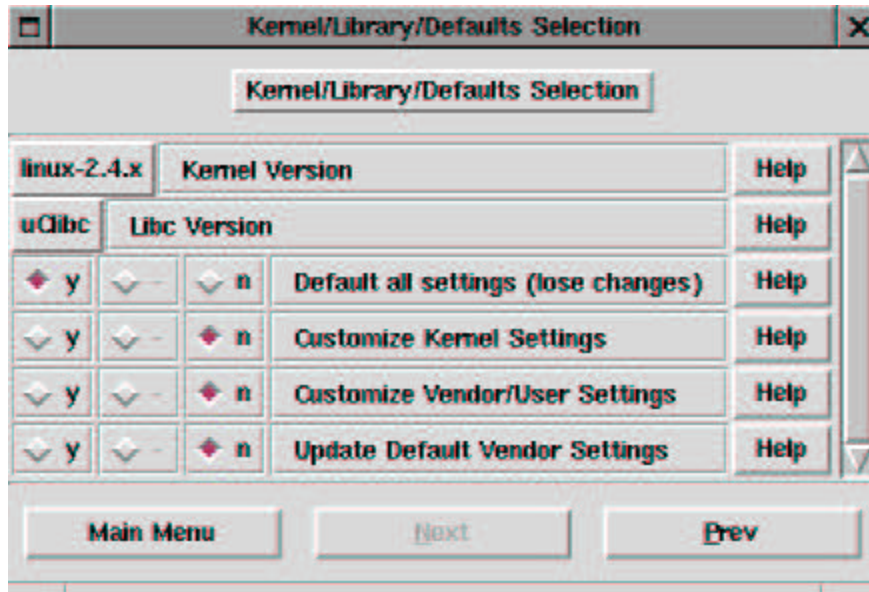 Kernel/Library/Defaults Selection
Kernel/Library/Defaults Selection
linux-2.4.x Kernel Version Help
uClibc Libc Version Help
y - n Default all settings (lose changes) Help
y - n Customize Kernel Settings Help
y - n Customize Vendor/User Settings Help
y - n Update Default Vendor Settings Help
Main Menu Next Prev